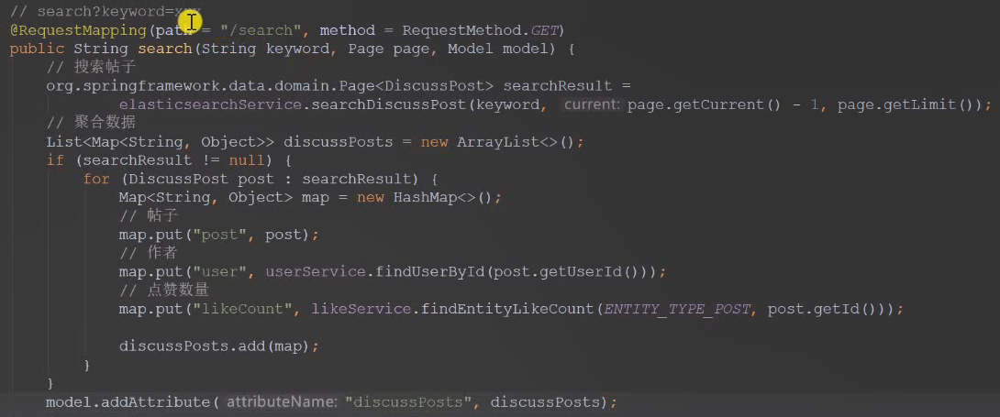 // search?keyword=xyz
@RequestMapping(path = "/search", method = RequestMethod.GET)
public String search(String keyword, Page page, Model model) {
// 搜索帖子
org.springframework.data.domain.Page<DiscussPost> searchResult =
elasticsearchService.searchDiscussPost(keyword, current: page.getCurrent() - 1, page.getLimit());
// 聚合数据
List<Map<String, Object>> discussPosts = new ArrayList<>();
if (searchResult != null) {
for (DiscussPost post : searchResult) {
Map<String, Object> map = new HashMap<>();
// 帖子
map.put("post", post);
// 作者
map.put("user", userService.findUserById(post.getUserId()));
// 点赞数量
map.put("likeCount", likeService.findEntityLikeCount(ENTITY_TYPE_POST, post.getId()));
discussPosts.add(map);
}
}
model.addAttribute( attributeName: "discussPosts", discussPosts);